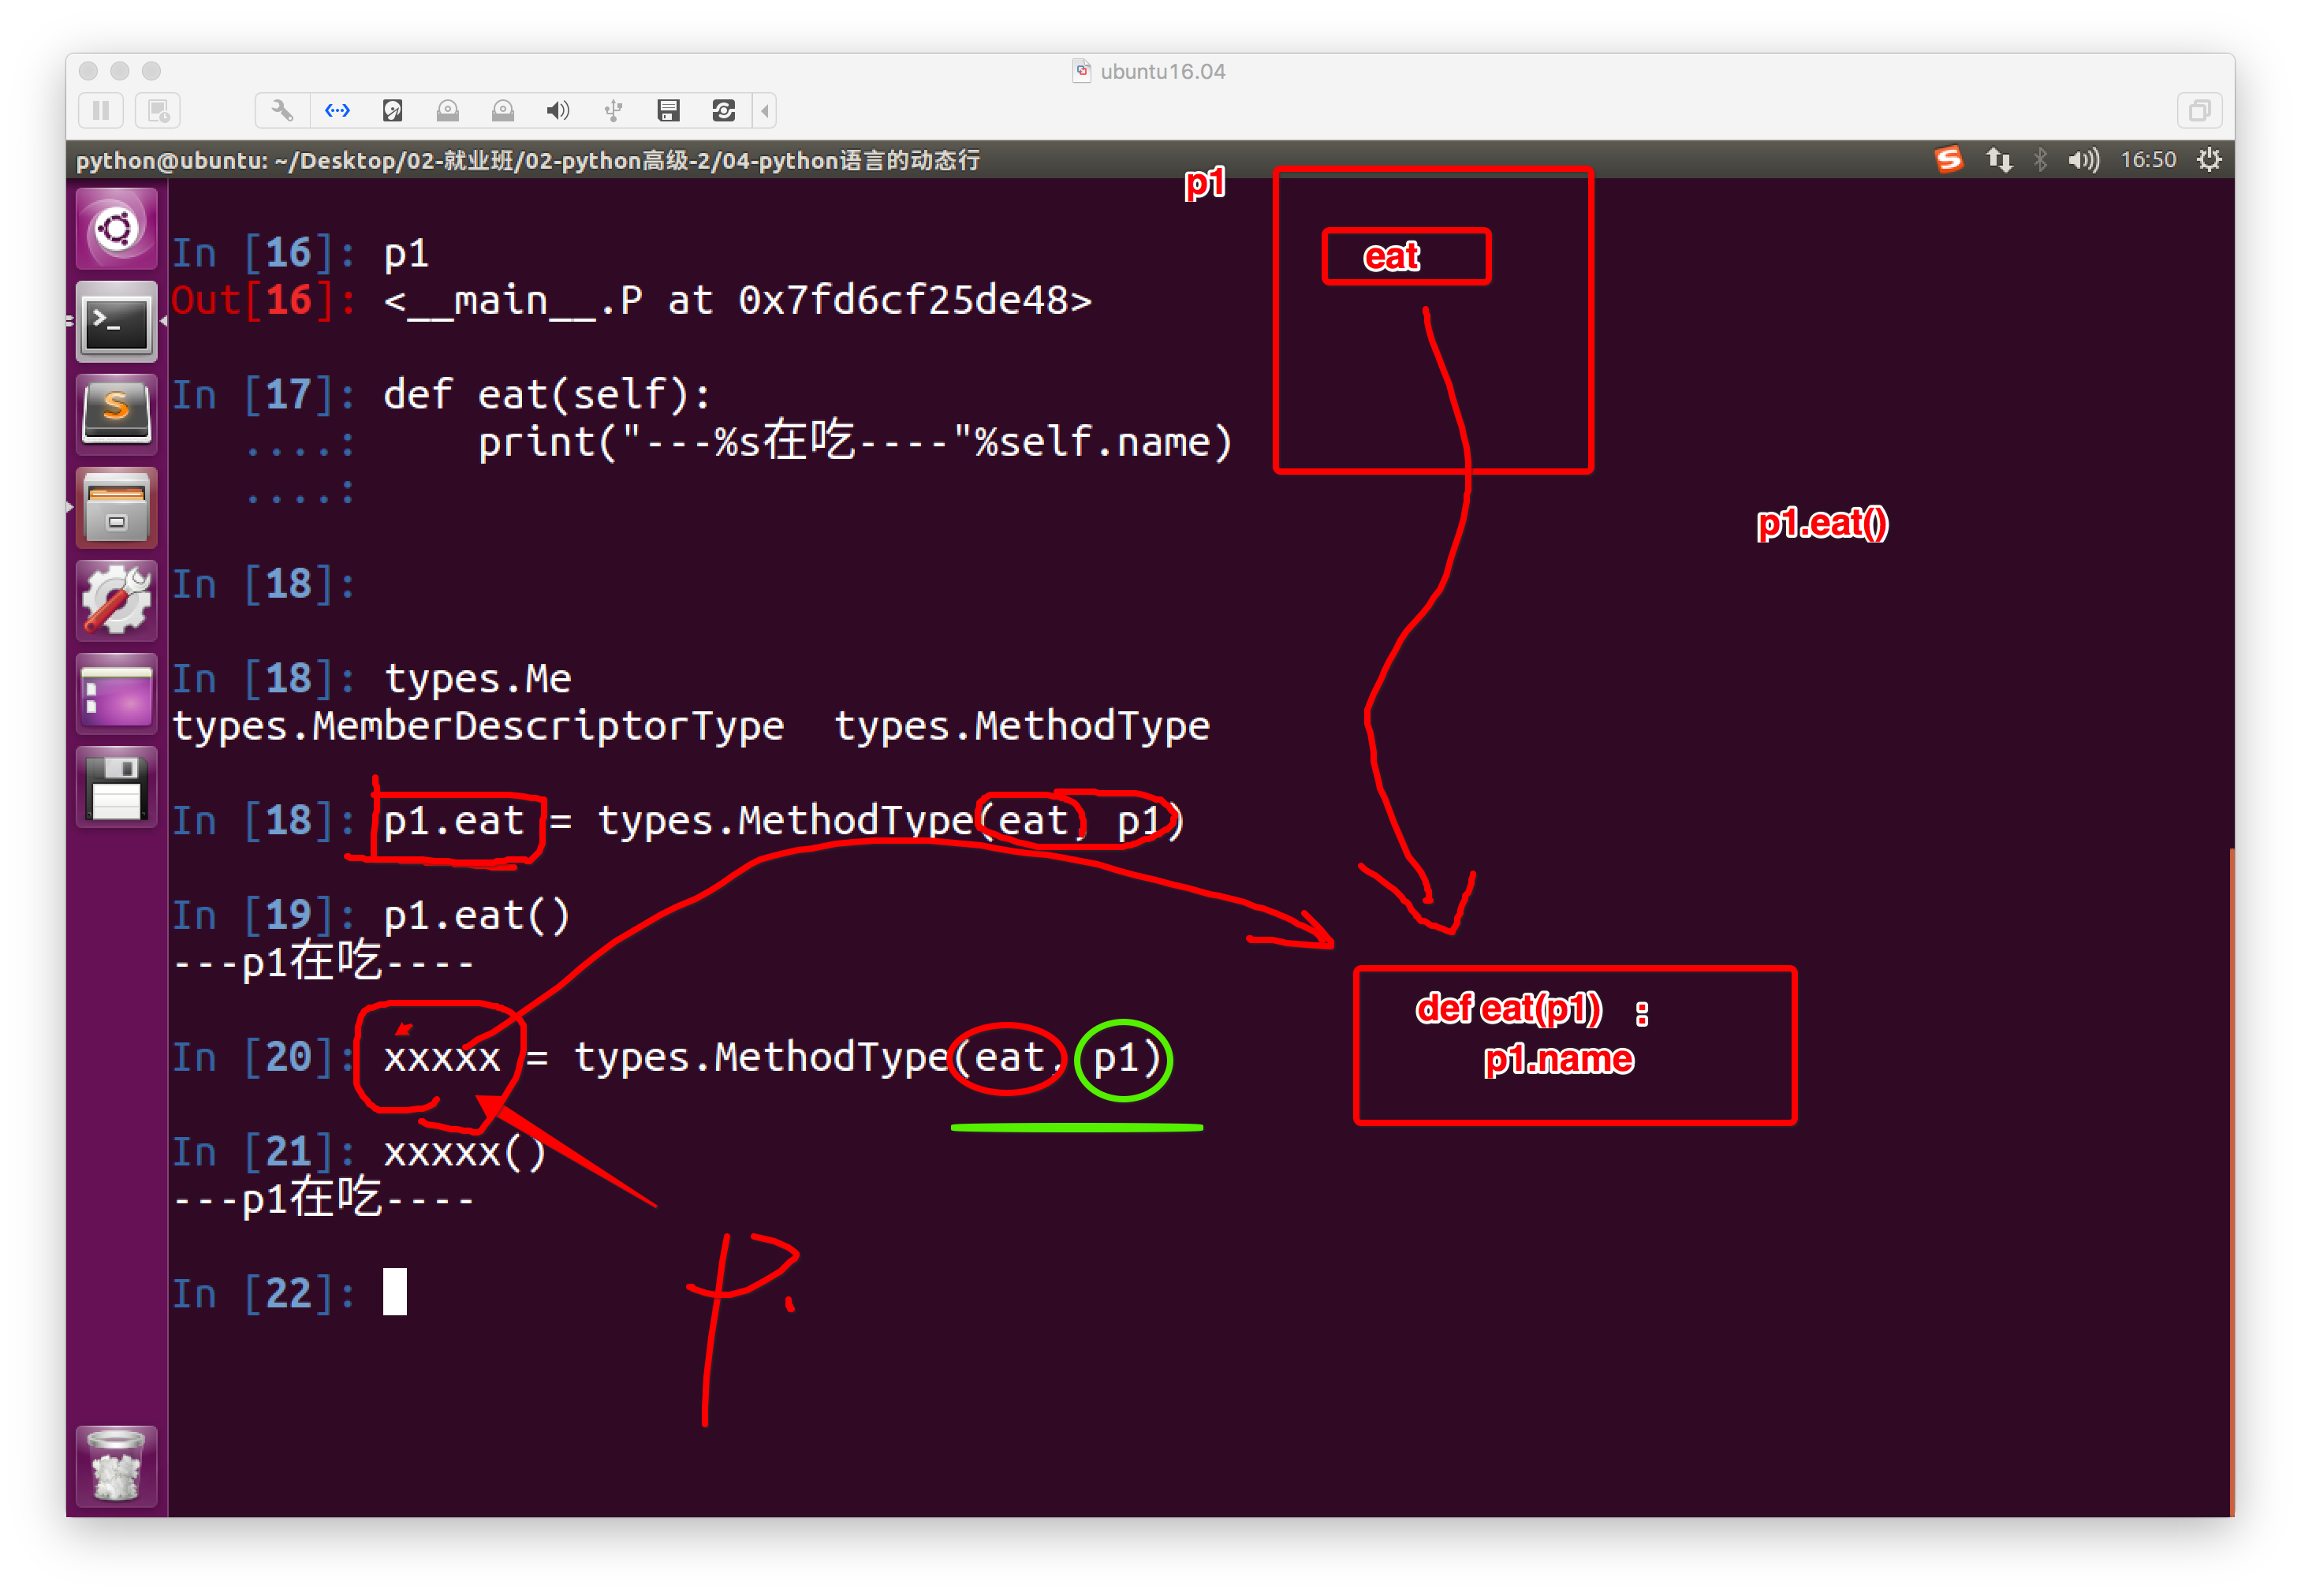 ubuntu16.04
python@ubuntu: ~/Desktop/02-就业班/02-python高级-2/04-python语言的动态行
16:50
p1
eat
In [16]: p1
Out[16]: <__main__.P at 0x7fd6cf25de48>
In [17]: def eat(self):
....:     print("---%s在吃----"%self.name)
....:
p1.eat()
In [18]:
In [18]: types.Me
types.MemberDescriptorType  types.MethodType
In [18]: p1.eat = types.MethodType(eat, p1)
In [19]: p1.eat()
---p1在吃----
def eat(p1) :
p1.name
In [20]: xxxxx = types.MethodType(eat, p1)
In [21]: xxxxx()
---p1在吃----
In [22]: